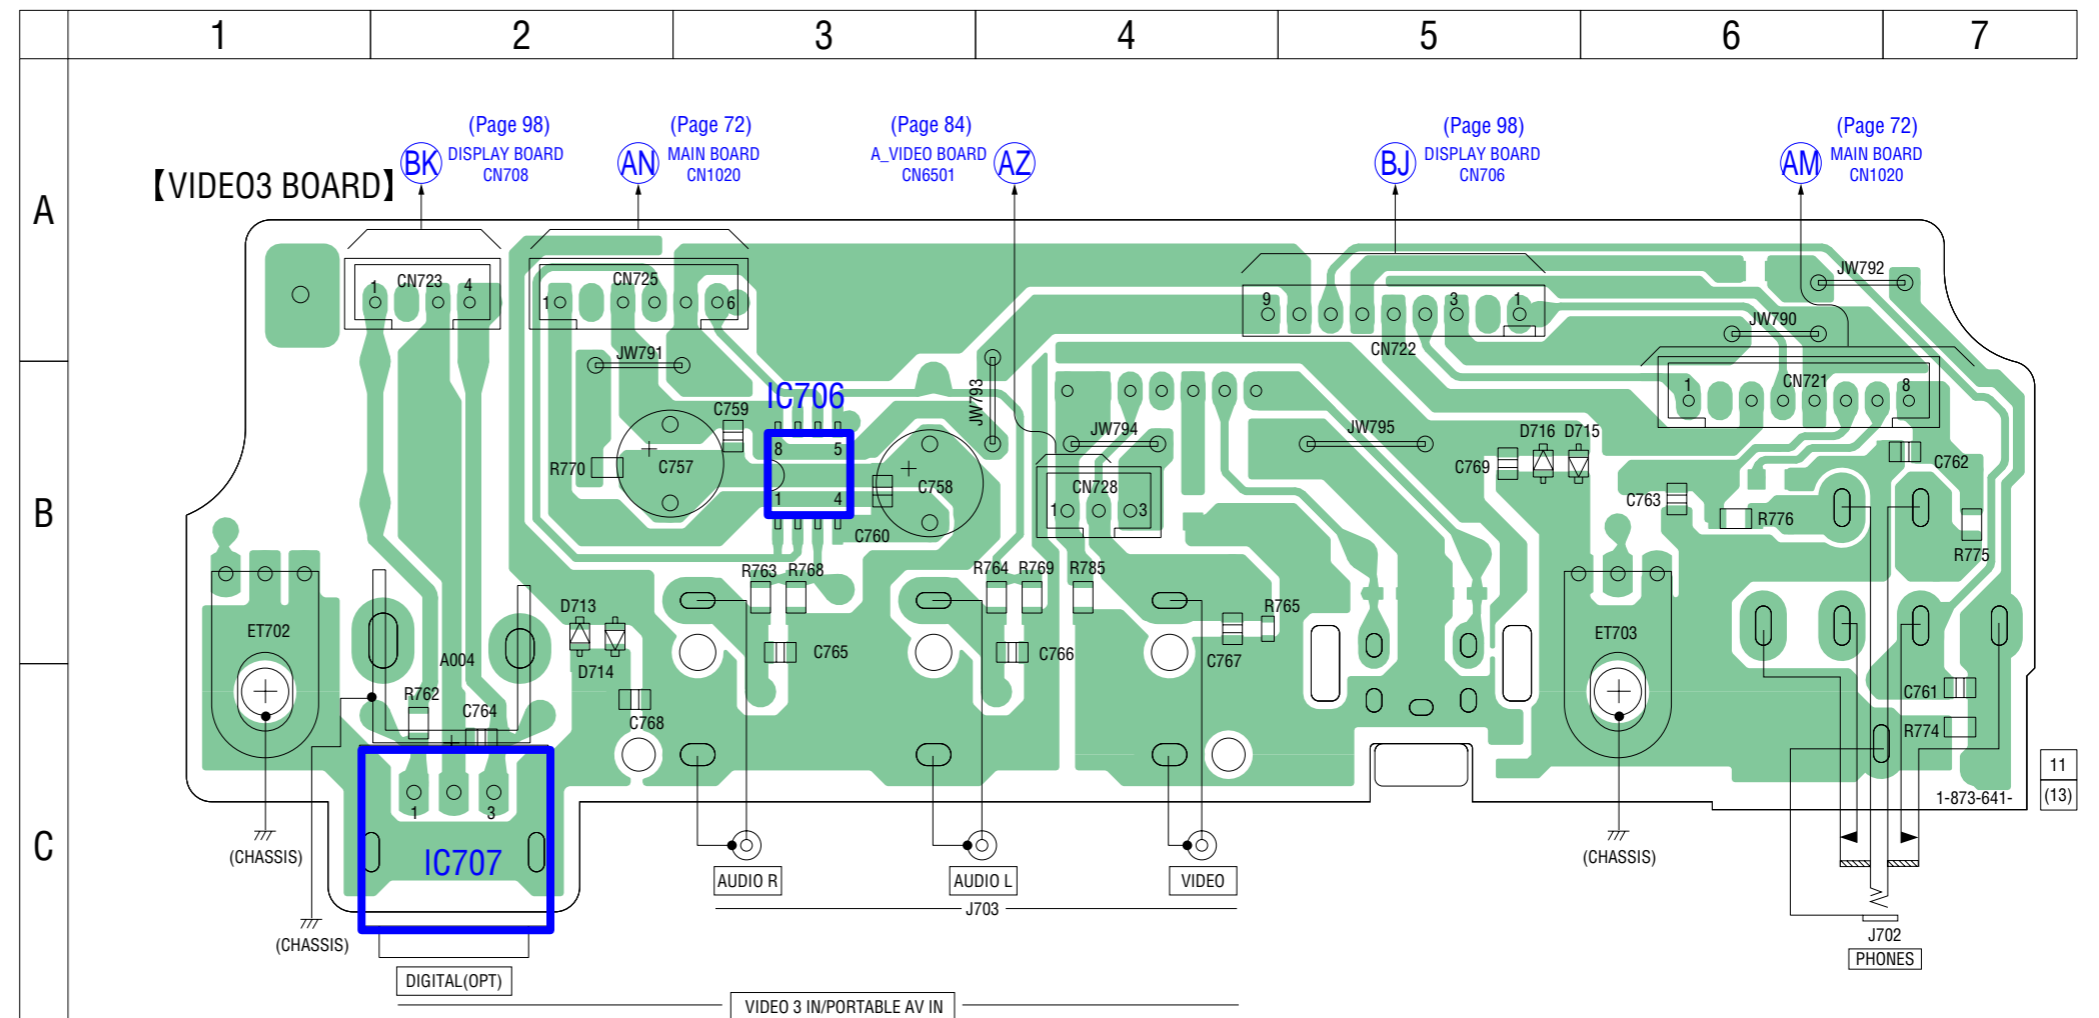 1 2 3 4 5 6 7
A
B
C
【VIDEO3 BOARD】
(Page 98)
BK DISPLAY BOARD
CN708
(Page 72)
AN MAIN BOARD
CN1020
(Page 84)
A_VIDEO BOARD AZ
CN6501
(Page 98)
BJ DISPLAY BOARD
CN706
(Page 72)
AM MAIN BOARD
CN1020
1 CN723 4
1 CN725 6
9 3 1
CN722
JW792
JW790
JW791
JW793
1 CN721 8
IC706
8 5
1 4
C759
R770
C757
C758
C760
JW794
CN728
1 3
JW795
D716 D715
C769
C762
C763
R776
R775
R763 R768
R764 R769 R785
D713
D714
R765
C765
C766
C767
ET702
A004
R762
C764
C768
ET703
C761
R774
1 3
IC707
11
(13)
1-873-641-
(CHASSIS)
(CHASSIS)
(CHASSIS)
AUDIO R
AUDIO L
VIDEO
J703
J702
PHONES
DIGITAL(OPT)
VIDEO 3 IN/PORTABLE AV IN